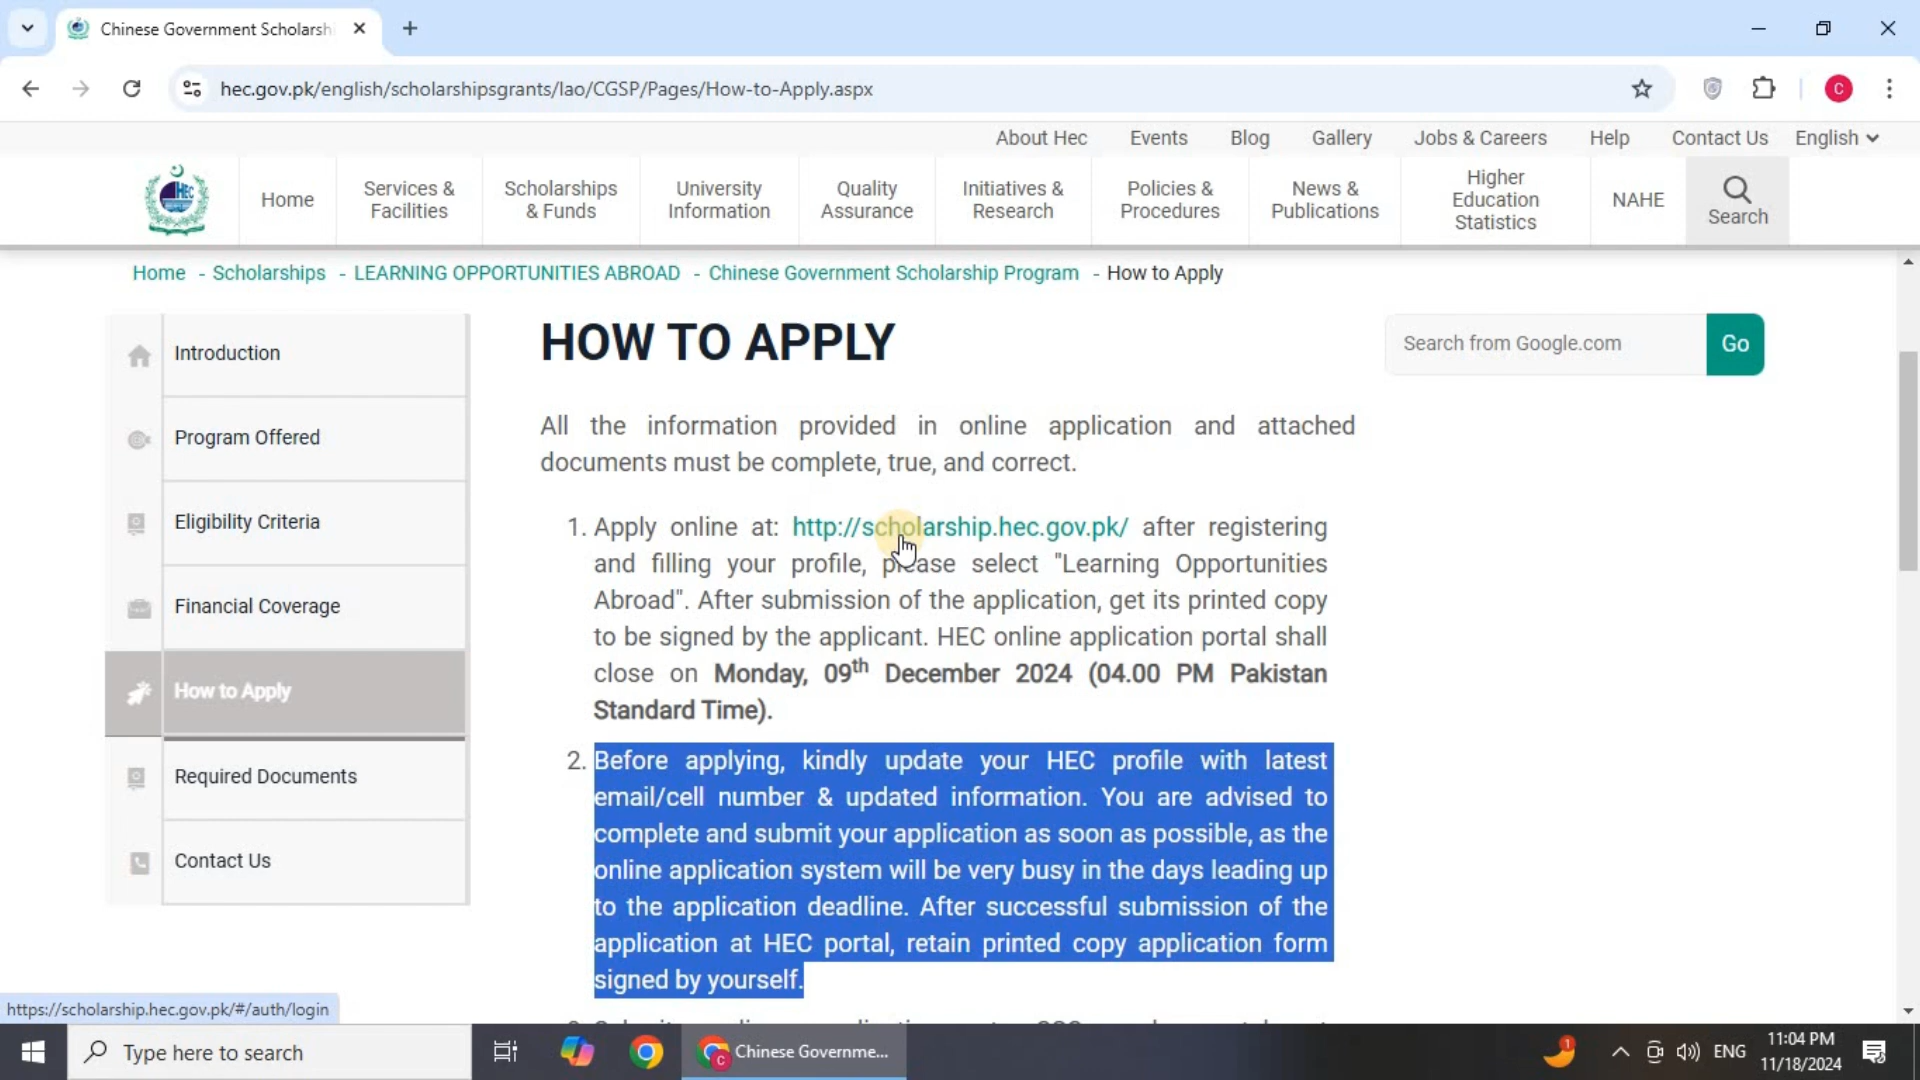 Chinese Government Scholarsh
hec.gov.pk/english/scholarshipsgrants/lao/CGSP/Pages/How-to-Apply.aspx
C
About Hec Events Blog Gallery Jobs & Careers Help Contact Us English
HEC
Home
Services &
Facilities
Scholarships
& Funds
University
Information
Quality
Assurance
Initiatives &
Research
Policies &
Procedures
News &
Publications
Higher
Education
Statistics
NAHE
Search
Home - Scholarships - LEARNING OPPORTUNITIES ABROAD - Chinese Government Scholarship Program - How to Apply
Introduction
Program Offered
Eligibility Criteria
Financial Coverage
How to Apply
Required Documents
Contact Us
HOW TO APPLY
Search from Google.com Go
All the information provided in online application and attached
documents must be complete, true, and correct.
1. Apply online at: http://scholarship.hec.gov.pk/ after registering
and filling your profile, please select "Learning Opportunities
Abroad". After submission of the application, get its printed copy
to be signed by the applicant. HEC online application portal shall
close on Monday, 09th December 2024 (04.00 PM Pakistan
Standard Time).
2. Before applying, kindly update your HEC profile with latest
email/cell number & updated information. You are advised to
complete and submit your application as soon as possible, as the
online application system will be very busy in the days leading up
to the application deadline. After successful submission of the
application at HEC portal, retain printed copy application form
signed by yourself.
https://scholarship.hec.gov.pk/#/auth/login
Type here to search
C
Chinese Governme...
1
ENG
11:04 PM
11/18/2024